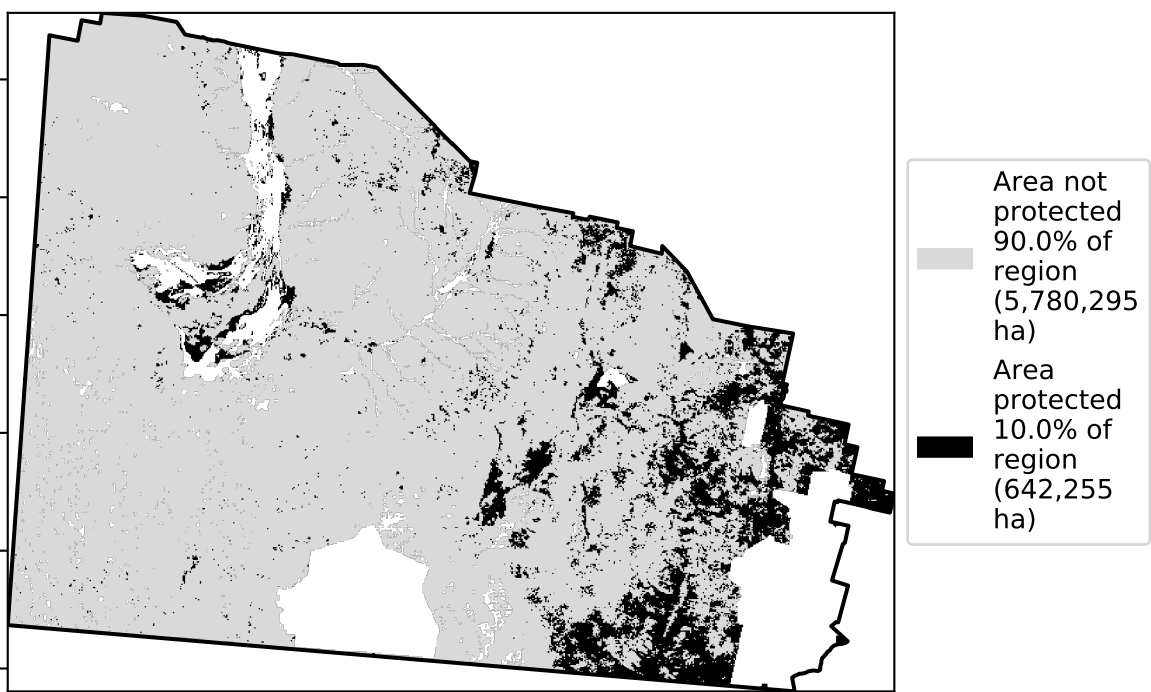 Area not
protected
90.0% of
region
(5,780,295
ha)
Area
protected
10.0% of
region
(642,255
ha)